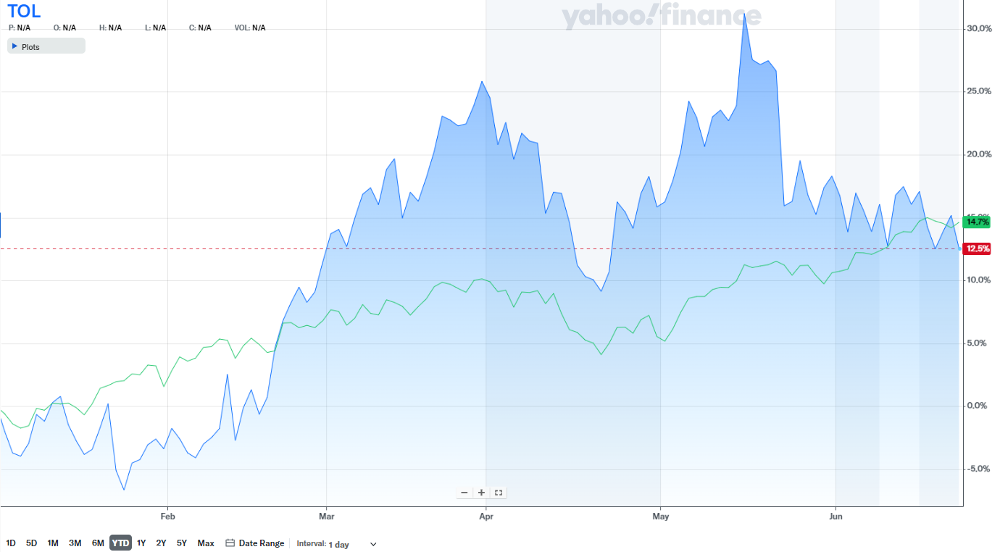 TOL
yahoo!finance
P: N/A O: N/A H: N/A L: N/A C: N/A VOL: N/A
Plots
30.0%
25.0%
20.0%
15.0%
14.7%
12.5%
10.0%
5.0%
0.0%
-5.0%
Feb Mar Apr May Jun
1D 5D 1M 3M 6M YTD 1Y 2Y 5Y Max Date Range Interval: 1 day